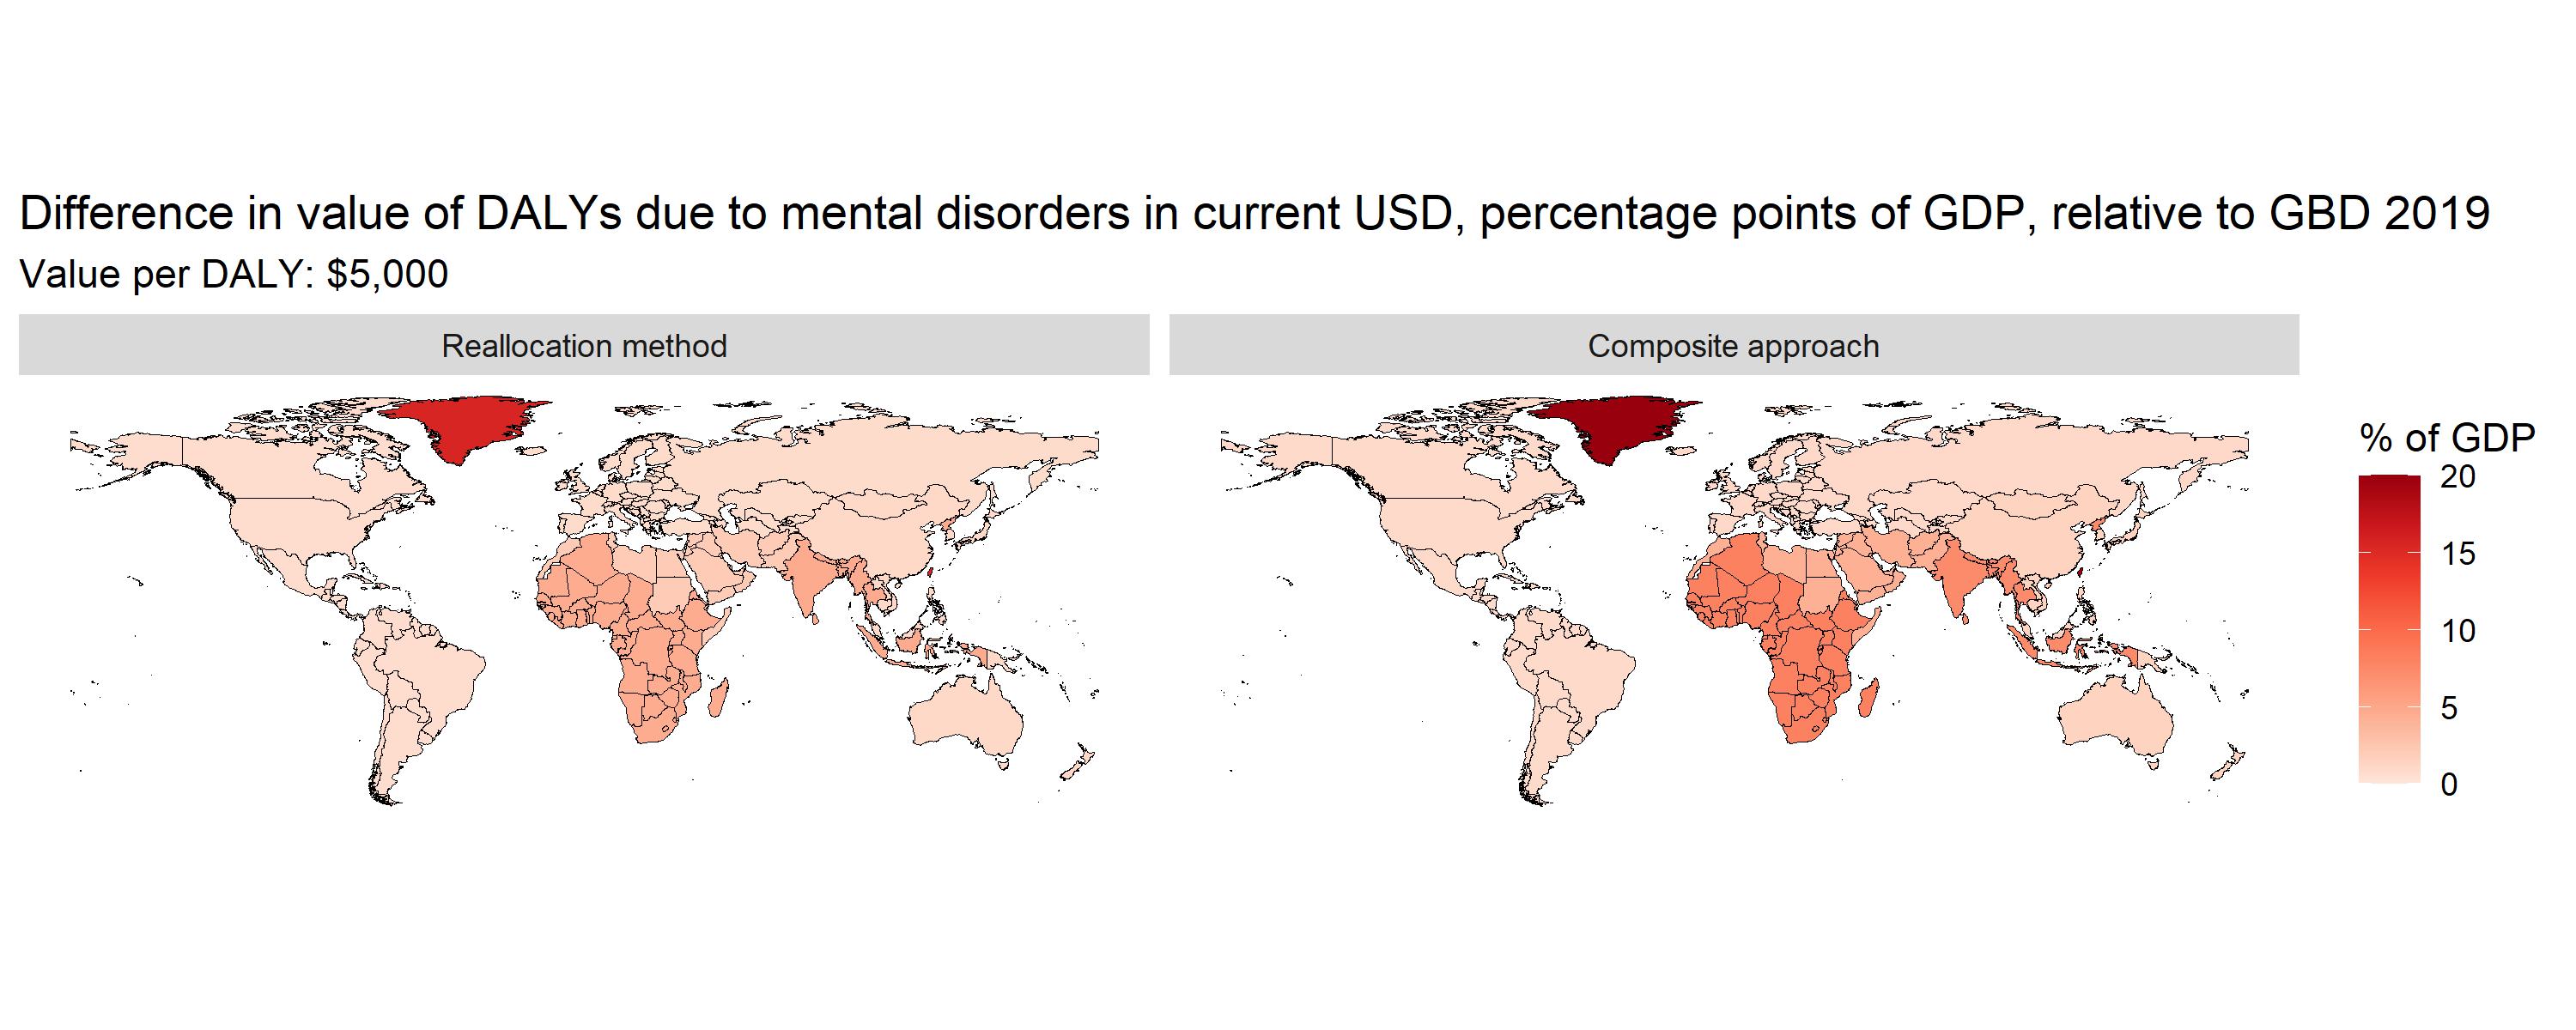 Difference in value of DALYs due to mental disorders in current USD, percentage points of GDP, relative to GBD 2019
Value per DALY: $5,000
Reallocation method
Composite approach
% of GDP
20
15
10
5
0